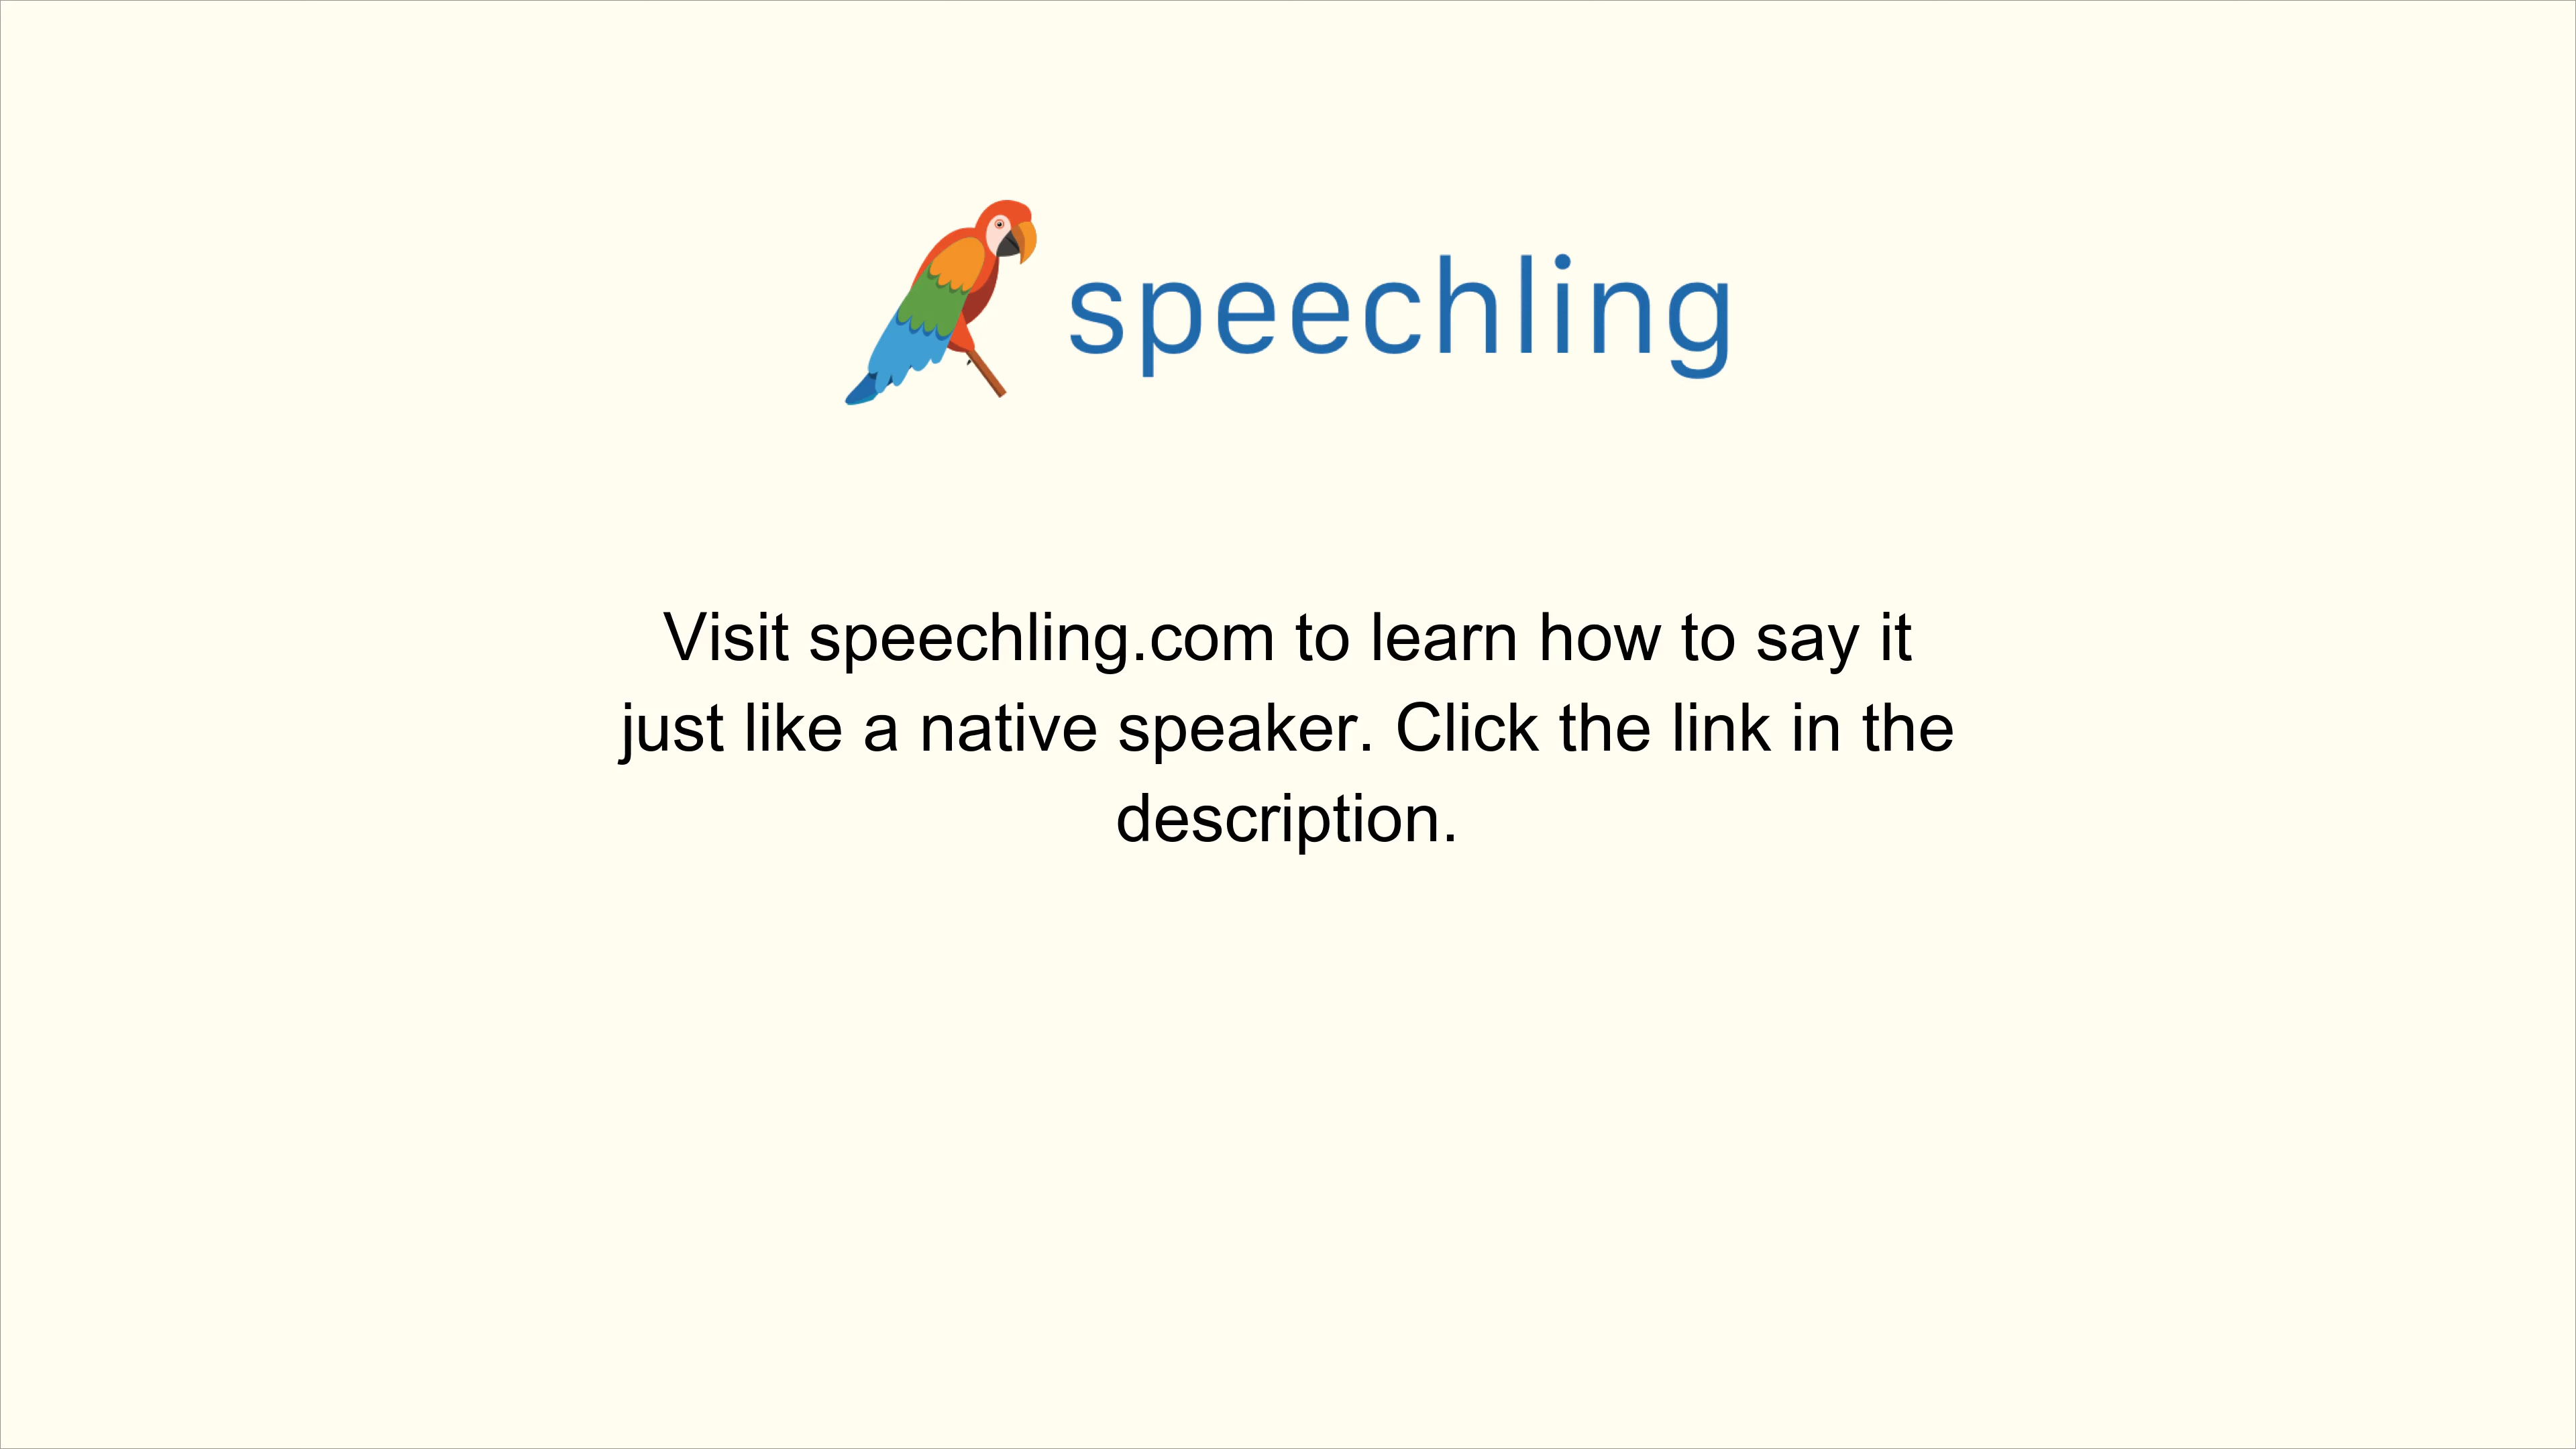 speechling
Visit speechling.com to learn how to say it
just like a native speaker. Click the link in the
description.